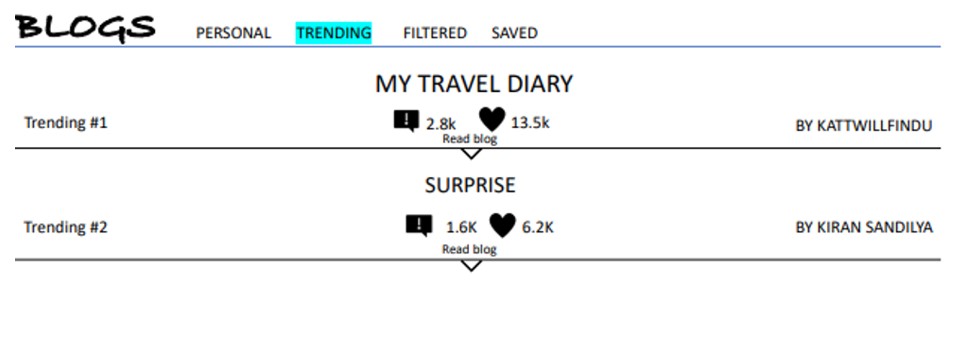 BLOGS PERSONAL TRENDING FILTERED SAVED
MY TRAVEL DIARY
Trending #1 2.8k 13.5k BY KATTWILLFINDU
Read blog
SURPRISE
Trending #2 1.6K 6.2K BY KIRAN SANDILYA
Read blog